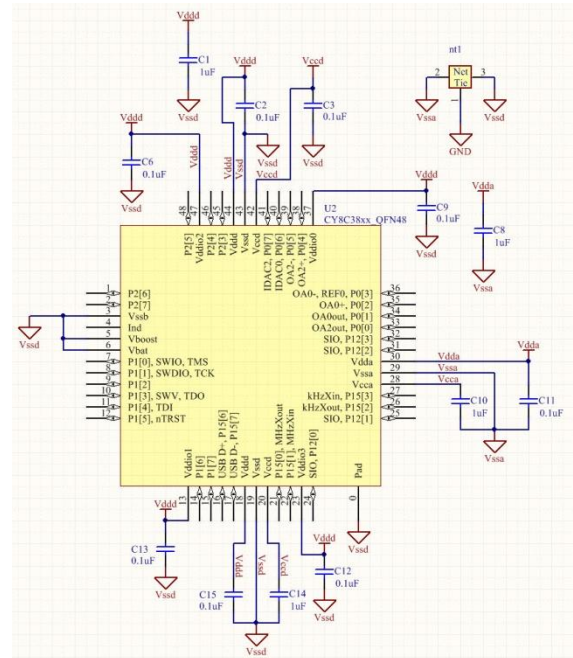 Vddd
C1
1uF
Vssd
nt1
Net
Tie
2
3
1
Vssa
Vssd
GND
Vddd
C2
0.1uF
Vssd
Vccd
C3
0.1uF
Vssd
Vddd
C6
0.1uF
Vssd
Vddd
Vddd
Vssd
Vccd
Vddd
C9
0.1uF
Vssd
Vdda
C8
1uF
Vssa
U2
CY8C38xx_QFN48
48
47
46
45
44
43
42
41
40
39
38
37
P2[5]
Vddio2
P2[4]
P2[3]
Vddd
Vssd
Vccd
IDAC2, P0[7]
IDAC0, P0[6]
OA2-, P0[5]
OA2+, P0[4]
Vddio0
1 P2[6]
2 P2[7]
3 Vssb
4 Ind
5 Vboost
6 Vbat
7 P1[0], SWIO, TMS
8 P1[1], SWDIO, TCK
9 P1[2]
10 P1[3], SWV, TDO
11 P1[4], TDI
12 P1[5], nTRST
Vssd
OA0-, REF0, P0[3] 36
OA0+, P0[2] 35
OA0out, P0[1] 34
OA2out, P0[0] 33
SIO, P12[3] 32
SIO, P12[2] 31
Vdda 30 Vdda
Vssa 29 Vssa
Vcca 28 Vcca
kHzXin, P15[3] 27
kHzXout, P15[2] 26
SIO, P12[1] 25
Vdda
C10
1uF
C11
0.1uF
Vssa
Vddio1
P1[6]
P1[7]
USB D+, P15[6]
USB D-, P15[7]
Vddd
Vssd
Vccd
P15[0], MHzXout
P15[1], MHzXin
Vddio3
SIO, P12[0]
Pad
13
14
15
16
17
18
19
20
21
22
23
24
0
Vddd
C13
0.1uF
Vssd
Vddd
Vssd
Vccd
C15
0.1uF
C14
1uF
Vssd
Vddd
C12
0.1uF
Vssd
Vssd